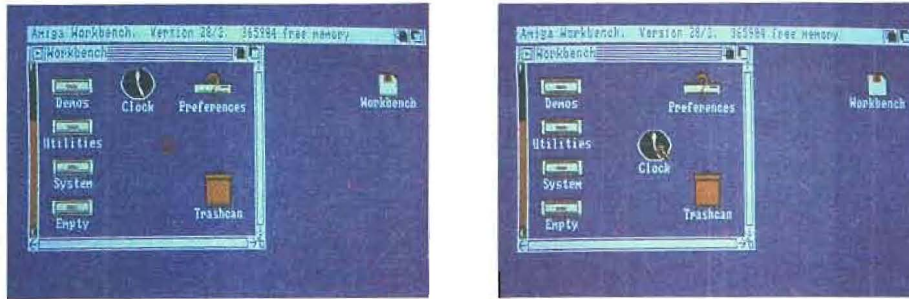 Amiga Workbench. Version 28/3. 365984 free memory
Workbench
Demos
Clock
Preferences
Workbench
Utilities
System
Empty
Trashcan
Amiga Workbench. Version 28/3. 365984 free memory
Workbench
Demos
Preferences
Workbench
Utilities
Clock
System
Trashcan
Empty